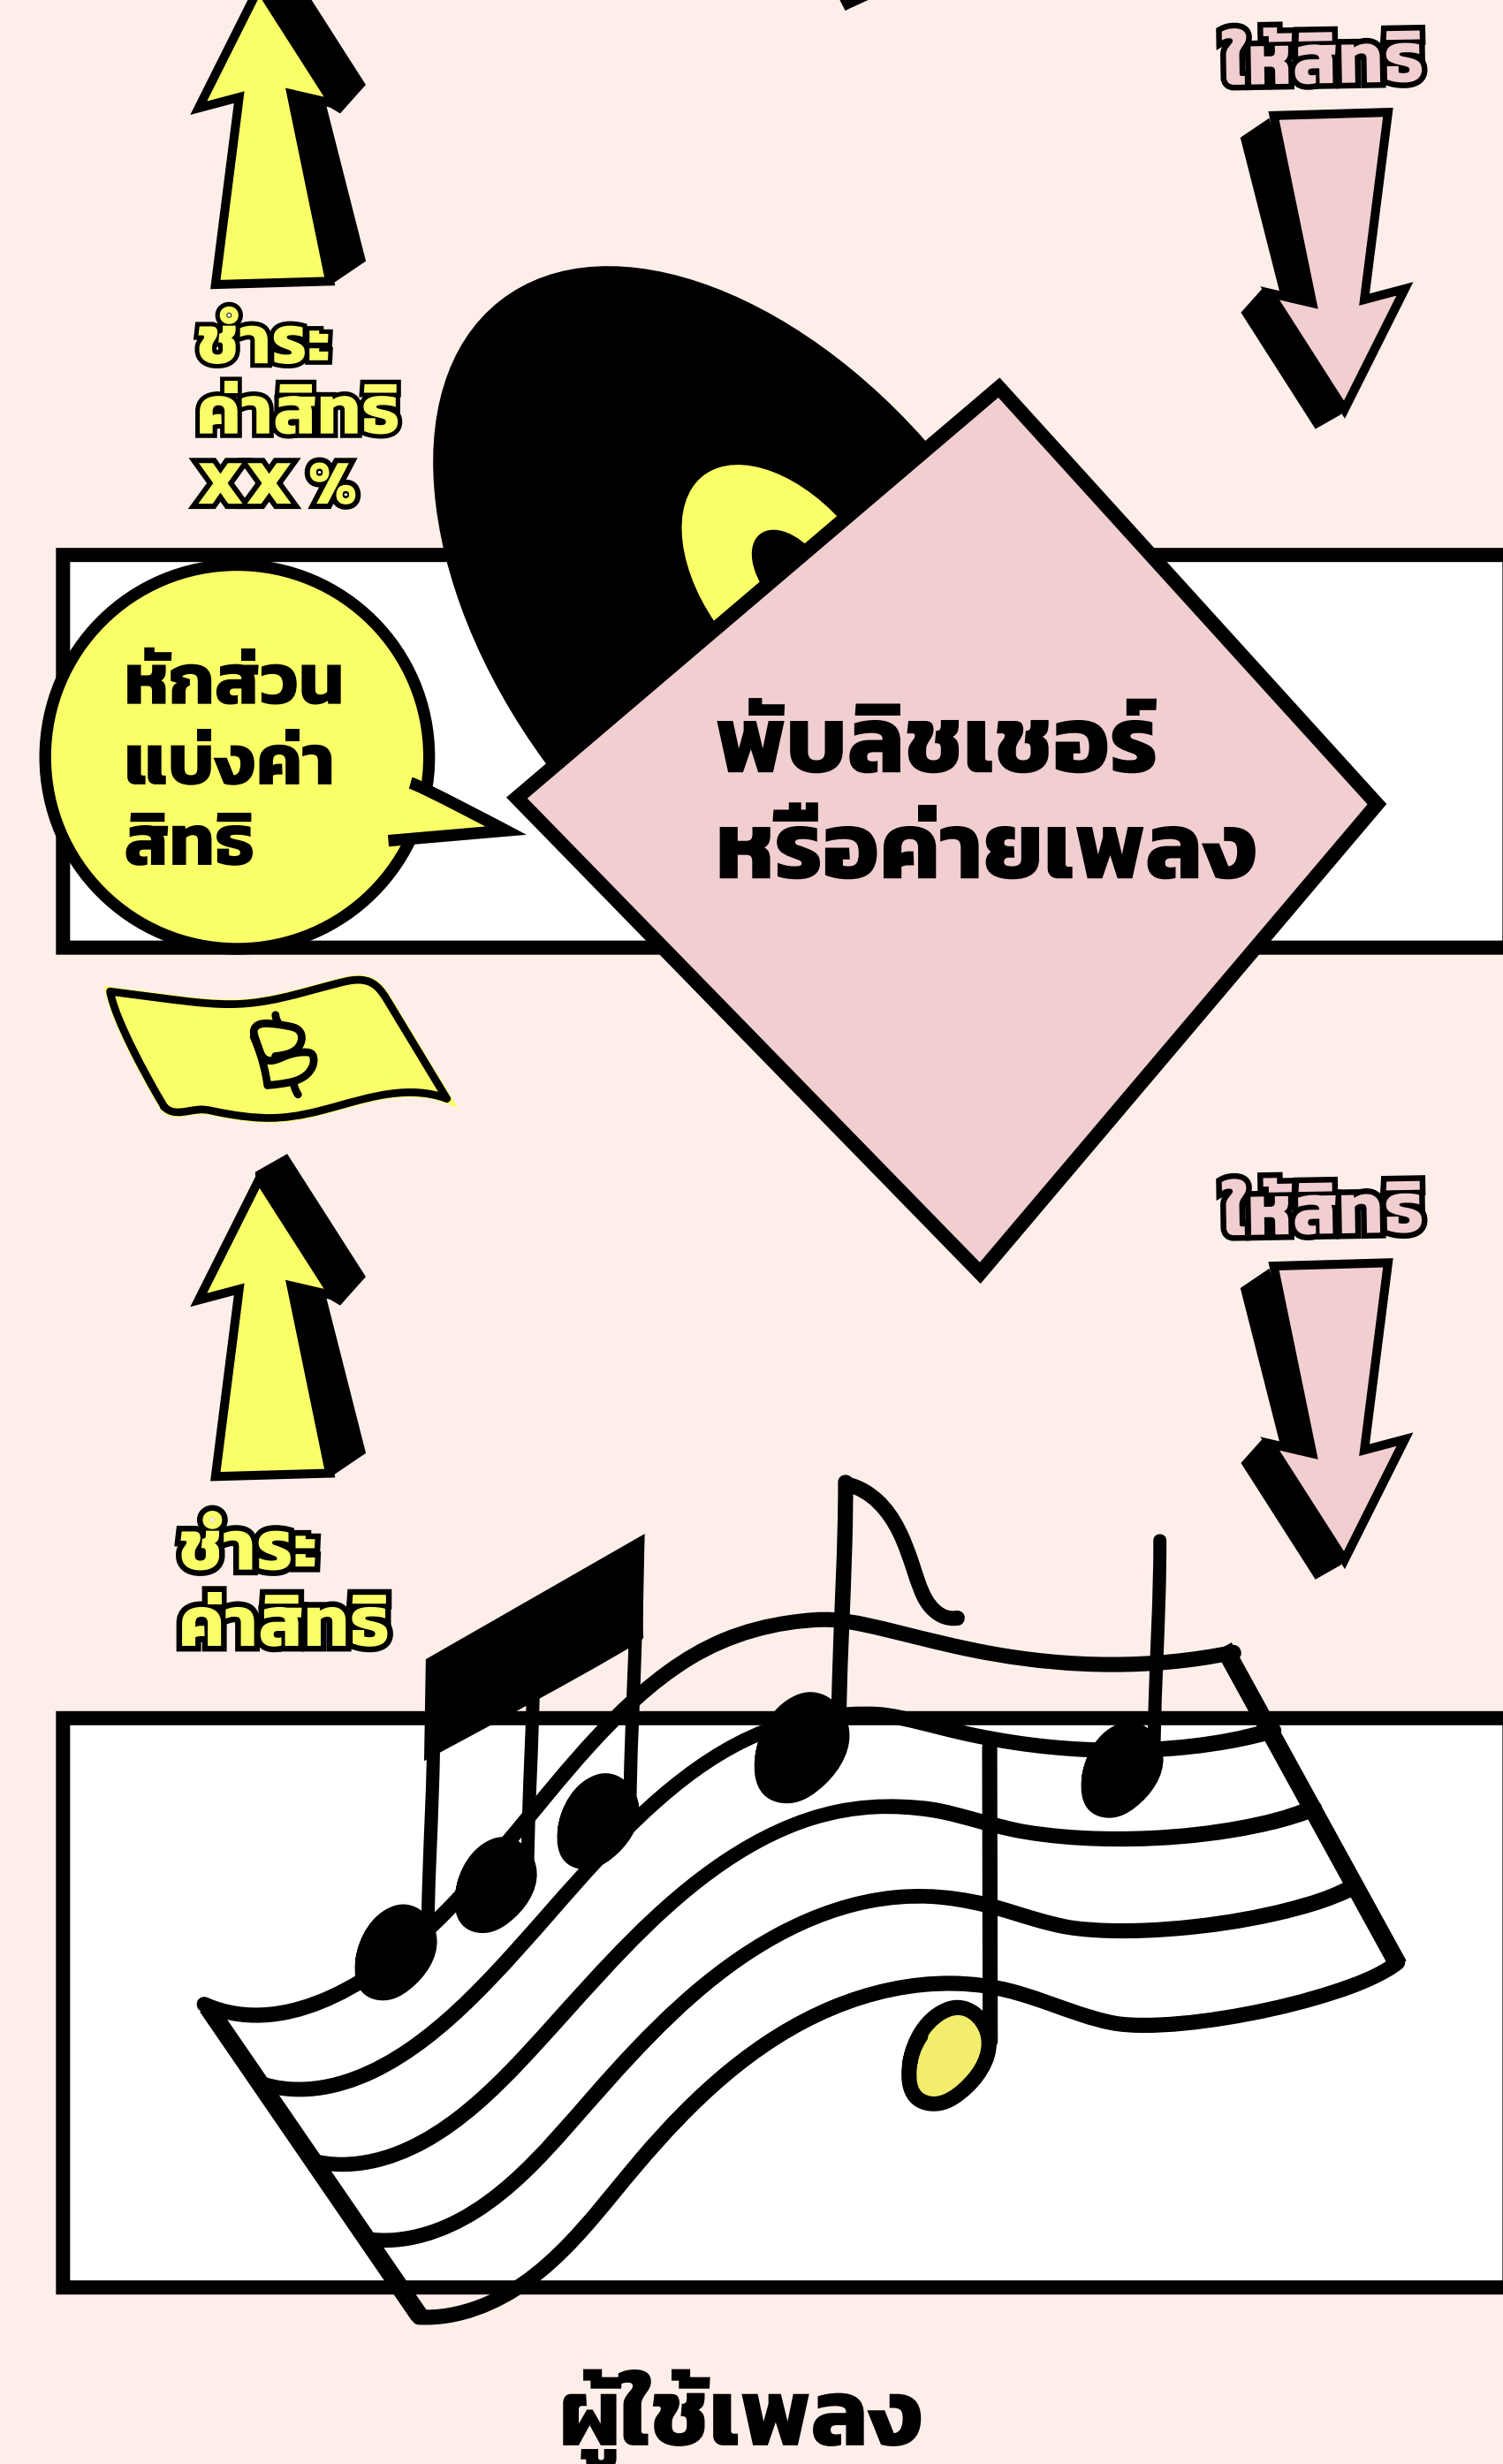 ให้สิทธิ
ชำระ
ค่าสิทธิ
XX %
หักส่วน
แบ่งค่า
สิทธิ
พับลิชเชอร์
หรือค่ายเพลง
฿
ให้สิทธิ
ชำระ
ค่าสิทธิ
ผู้ใช้เพลง